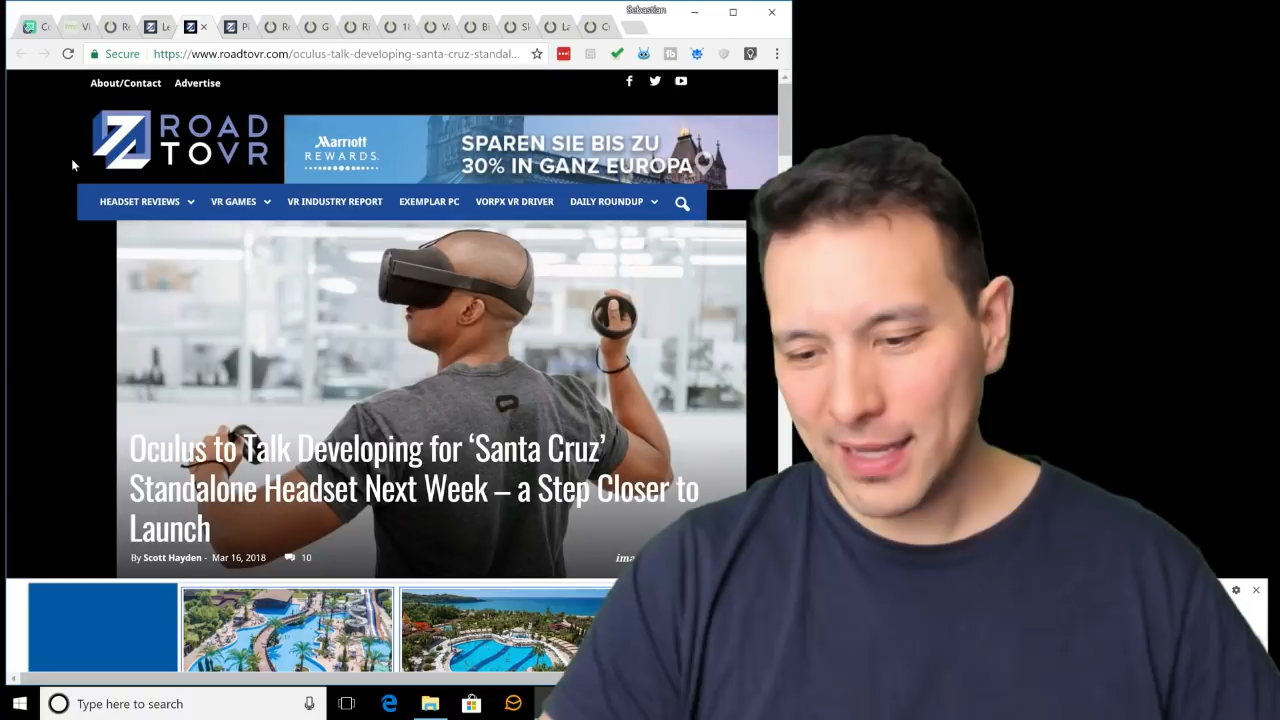 Sebastian
Secure
https://www.roadtovr.com/oculus-talk-developing-santa-cruz-standal...
About/Contact
Advertise
ROAD
TOVR
Marriott
REWARDS.
SPAREN SIE BIS ZU
30% IN GANZ EUROPA
HEADSET REVIEWS
VR GAMES
VR INDUSTRY REPORT
EXEMPLAR PC
VORPX VR DRIVER
DAILY ROUNDUP
Oculus to Talk Developing for ‘Santa Cruz’
Standalone Headset Next Week – a Step Closer to
Launch
By Scott Hayden - Mar 16, 2018
10
Type here to search